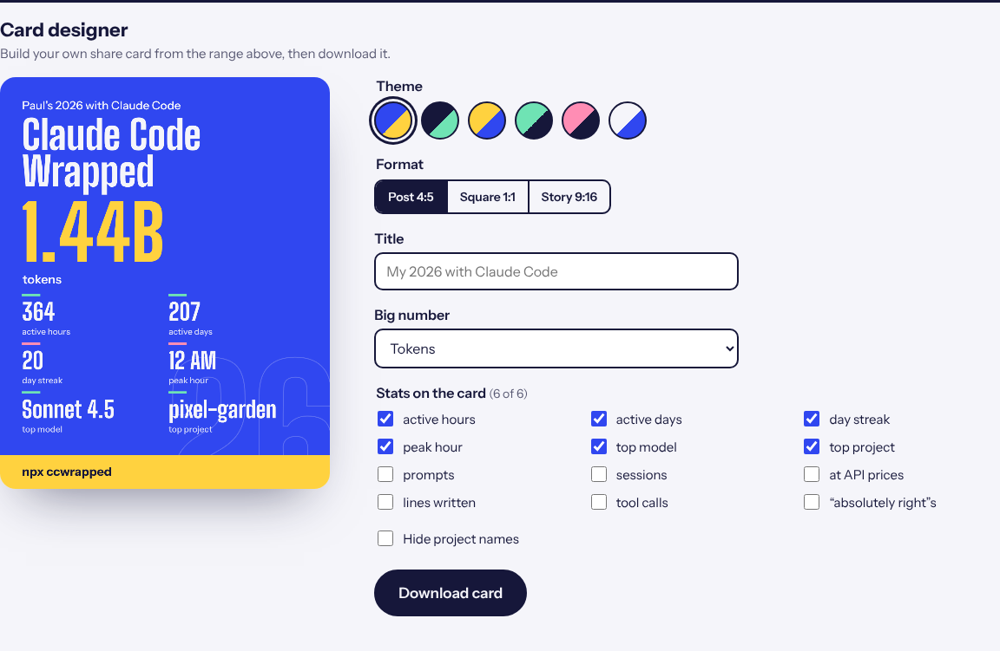 Card designer
Build your own share card from the range above, then download it.
Paul's 2026 with Claude Code
Claude Code
Wrapped
1.44B
tokens
364
active hours
207
active days
20
day streak
12 AM
peak hour
Sonnet 4.5
top model
pixel-garden
top project
26
npx ccwrapped
Theme
Format
Post 4:5
Square 1:1
Story 9:16
Title
My 2026 with Claude Code
Big number
Tokens
Stats on the card (6 of 6)
active hours
active days
day streak
peak hour
top model
top project
prompts
sessions
at API prices
lines written
tool calls
“absolutely right”s
Hide project names
Download card